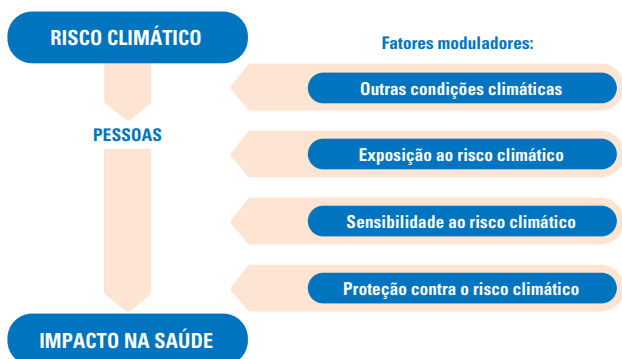 RISCO CLIMÁTICO
Fatores moduladores:
Outras condições climáticas
PESSOAS
Exposição ao risco climático
Sensibilidade ao risco climático
Proteção contra o risco climático
IMPACTO NA SAÚDE